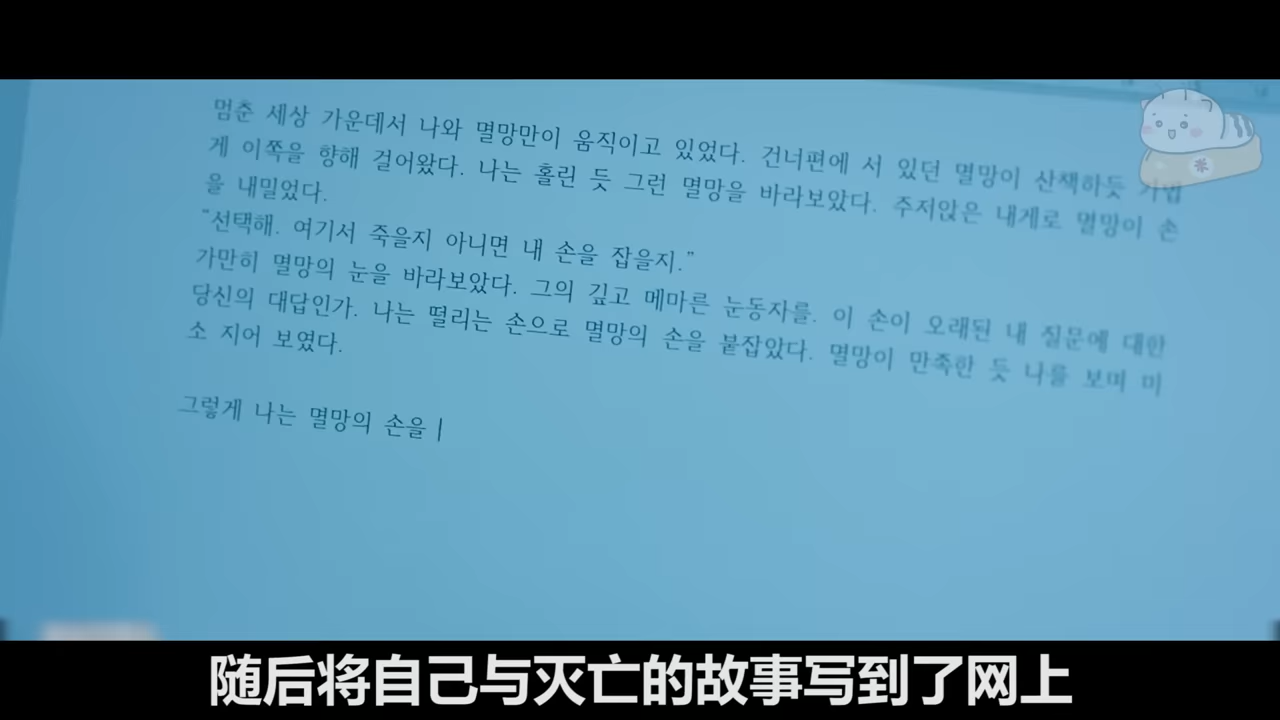 멈춘 세상 가운데서 나와 멸망만이 움직이고 있었다. 건너편에 서 있던 멸망이 산책하듯 가볍
게 이쪽을 향해 걸어왔다. 나는 홀린 듯 그런 멸망을 바라보았다. 주저앉은 내게로 멸망이 손
을 내밀었다.
“선택해. 여기서 죽을지 아니면 내 손을 잡을지.”
가만히 멸망의 눈을 바라보았다. 그의 깊고 메마른 눈동자를. 이 손이 오래된 내 질문에 대한
당신의 대답인가. 나는 떨리는 손으로 멸망의 손을 붙잡았다. 멸망이 만족한 듯 나를 보며 미
소 지어 보였다.
그렇게 나는 멸망의 손을
随后将自己与灭亡的故事写到了网上